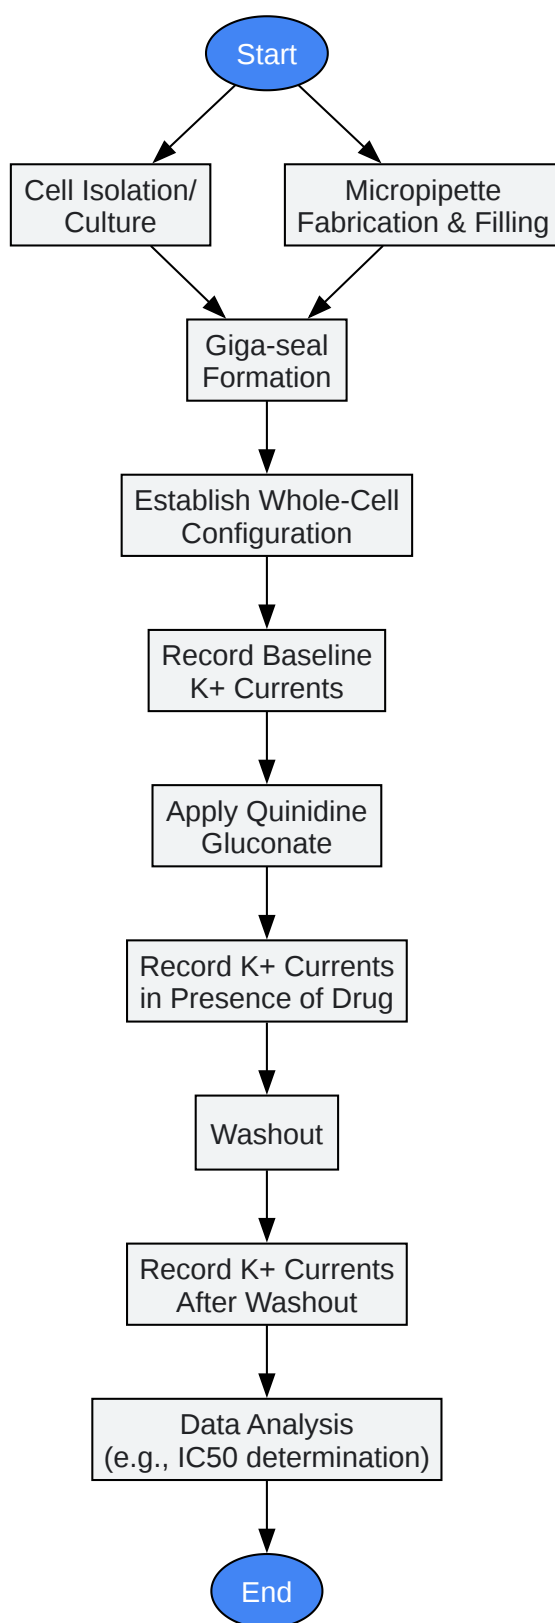 Start
Cell Isolation/
Culture
Micropipette
Fabrication & Filling
Giga-seal
Formation
Establish Whole-Cell
Configuration
Record Baseline
K+ Currents
Apply Quinidine
Gluconate
Record K+ Currents
in Presence of Drug
Washout
Record K+ Currents
After Washout
Data Analysis
(e.g., IC50 determination)
End